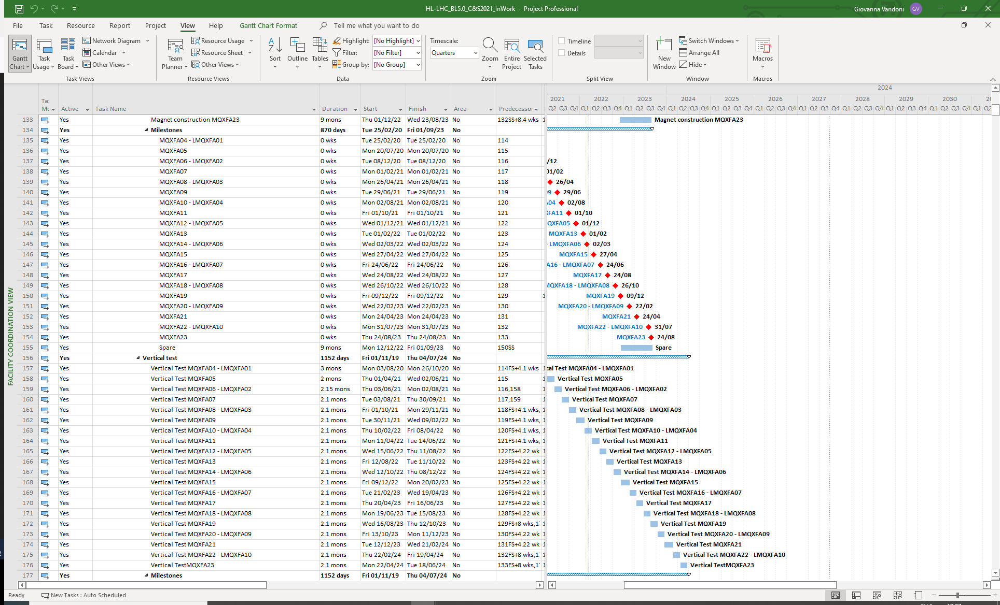 HL-LHC_BL5.0_C&S2021_InWork - Project Professional
Giovanna Vandoni GV
File Task Resource Report Project View Help Gantt Chart Format Tell me what you want to do
Gantt Chart
Task Usage
Task Board
Network Diagram
Calendar
Other Views
Task Views
Team Planner
Resource Usage
Resource Sheet
Other Views
Resource Views
Sort
Outline
Tables
Highlight: [No Highlight]
Filter: [No Filter]
Group by: [No Group]
Data
Timescale:
Quarters
Zoom
Entire Project
Selected Tasks
Zoom
Timeline
Details
Split View
New Window
Switch Windows
Arrange All
Hide
Window
Macros
Macros
2024
2021 2022 2023 2024 2025 2026 2027 2028 2029 2030
Active Task Name Duration Start Finish Area Predecessor
Q2 Q3 Q4 Q1 Q2 Q3 Q4 Q1 Q2 Q3 Q4 Q1 Q2 Q3 Q4 Q1 Q2 Q3 Q4 Q1 Q2 Q3 Q4 Q1 Q2 Q3 Q4 Q1 Q2 Q3 Q4 Q1 Q2 Q3 Q4 Q1 Q2 Q3 Q4 Q1 Q2
FACILITY COORDINATION VIEW
133 Yes Magnet construction MQXFA23 9 mons Thu 01/12/22 Wed 23/08/23 No 132SS+8.4 wks Magnet construction MQXFA23
134 Yes Milestones 870 days Tue 25/02/20 Fri 01/09/23 No
135 Yes MQXFA04 - LMQXFA01 0 wks Tue 25/02/20 Tue 25/02/20 No 114
136 Yes MQXFA05 0 wks Mon 20/07/20 Mon 20/07/20 No 115
137 Yes MQXFA06 - LMQXFA02 0 wks Tue 08/12/20 Tue 08/12/20 No 116 /12
138 Yes MQXFA07 0 wks Mon 01/02/21 Mon 01/02/21 No 117 01/02
139 Yes MQXFA08 - LMQXFA03 0 wks Mon 26/04/21 Mon 26/04/21 No 118 26/04
140 Yes MQXFA09 0 wks Tue 29/06/21 Tue 29/06/21 No 119 29/06
141 Yes MQXFA10 - LMQXFA04 0 wks Mon 02/08/21 Mon 02/08/21 No 120 A04 02/08
142 Yes MQXFA11 0 wks Fri 01/10/21 Fri 01/10/21 No 121 FA11 01/10
143 Yes MQXFA12 - LMQXFA05 0 wks Wed 01/12/21 Wed 01/12/21 No 122 QXFA05 01/12
144 Yes MQXFA13 0 wks Tue 01/02/22 Tue 01/02/22 No 123 MQXFA13 01/02
145 Yes MQXFA14 - LMQXFA06 0 wks Wed 02/03/22 Wed 02/03/22 No 124 - LMQXFA06 02/03
146 Yes MQXFA15 0 wks Wed 27/04/22 Wed 27/04/22 No 125 MQXFA15 27/04
147 Yes MQXFA16 - LMQXFA07 0 wks Fri 24/06/22 Fri 24/06/22 No 126 A16 - LMQXFA07 24/06
148 Yes MQXFA17 0 wks Wed 24/08/22 Wed 24/08/22 No 127 MQXFA17 24/08
149 Yes MQXFA18 - LMQXFA08 0 wks Wed 26/10/22 Wed 26/10/22 No 128 MQXFA18 - LMQXFA08 26/10
150 Yes MQXFA19 0 wks Fri 09/12/22 Fri 09/12/22 No 129 MQXFA19 09/12
151 Yes MQXFA20 - LMQXFA09 0 wks Wed 22/02/23 Wed 22/02/23 No 130 MQXFA20 - LMQXFA09 22/02
152 Yes MQXFA21 0 wks Mon 24/04/23 Mon 24/04/23 No 131 MQXFA21 24/04
153 Yes MQXFA22 - LMQXFA10 0 wks Mon 31/07/23 Mon 31/07/23 No 132 MQXFA22 - LMQXFA10 31/07
154 Yes MQXFA23 0 wks Thu 24/08/23 Thu 24/08/23 No 133 MQXFA23 24/08
155 Yes Spare 9 mons Mon 12/12/22 Fri 01/09/23 No 150SS Spare
156 Yes Vertical test 1152 days Fri 01/11/19 Thu 04/07/24 No
157 Yes Vertical Test MQXFA04 - LMQXFA01 3 mons Mon 03/08/20 Mon 26/10/20 No 114FS+4.1 wks cal Test MQXFA04 - LMQXFA01
158 Yes Vertical Test MQXFA05 2 mons Thu 01/04/21 Wed 02/06/21 No 115 Vertical Test MQXFA05
159 Yes Vertical Test MQXFA06 - LMQXFA02 2.15 mons Thu 03/06/21 Mon 02/08/21 No 116,158 Vertical Test MQXFA06 - LMQXFA02
160 Yes Vertical Test MQXFA07 2.1 mons Tue 03/08/21 Thu 30/09/21 No 117,159 Vertical Test MQXFA07
161 Yes Vertical Test MQXFA08 - LMQXFA03 2.1 mons Fri 01/10/21 Mon 29/11/21 No 118FS+4.1 wks, Vertical Test MQXFA08 - LMQXFA03
162 Yes Vertical Test MQXFA09 2.1 mons Tue 30/11/21 Wed 09/02/22 No 119FS+4.1 wks, Vertical Test MQXFA09
163 Yes Vertical Test MQXFA10 - LMQXFA04 2.1 mons Thu 10/02/22 Fri 08/04/22 No 120FS+4.1 wks, Vertical Test MQXFA10 - LMQXFA04
164 Yes Vertical Test MQXFA11 2.1 mons Mon 11/04/22 Tue 14/06/22 No 121FS+4.1 wks, Vertical Test MQXFA11
165 Yes Vertical Test MQXFA12 - LMQXFA05 2.1 mons Wed 15/06/22 Thu 11/08/22 No 122FS+4.22 wk Vertical Test MQXFA12 - LMQXFA05
166 Yes Vertical Test MQXFA13 2.1 mons Fri 12/08/22 Tue 11/10/22 No 123FS+4.22 wk Vertical Test MQXFA13
167 Yes Vertical Test MQXFA14 - LMQXFA06 2.1 mons Wed 12/10/22 Thu 08/12/22 No 124FS+4.22 wk Vertical Test MQXFA14 - LMQXFA06
168 Yes Vertical Test MQXFA15 2.1 mons Fri 09/12/22 Mon 20/02/23 No 125FS+4.22 wk Vertical Test MQXFA15
169 Yes Vertical Test MQXFA16 - LMQXFA07 2.1 mons Tue 21/02/23 Wed 19/04/23 No 126FS+4.22 wk Vertical Test MQXFA16 - LMQXFA07
170 Yes Vertical Test MQXFA17 2.1 mons Thu 20/04/23 Fri 16/06/23 No 127FS+4.22 wk Vertical Test MQXFA17
171 Yes Vertical Test MQXFA18 - LMQXFA08 2.1 mons Mon 19/06/23 Tue 15/08/23 No 128FS+4.22 wk Vertical Test MQXFA18 - LMQXFA08
172 Yes Vertical Test MQXFA19 2.1 mons Wed 16/08/23 Thu 12/10/23 No 129FS+8 wks,1 Vertical Test MQXFA19
173 Yes Vertical Test MQXFA20 - LMQXFA09 2.1 mons Fri 13/10/23 Mon 11/12/23 No 130FS+4.22 wk Vertical Test MQXFA20 - LMQXFA09
174 Yes Vertical Test MQXFA21 2.1 mons Tue 12/12/23 Wed 21/02/24 No 131FS+4.22 wk Vertical Test MQXFA21
175 Yes Vertical Test MQXFA22 - LMQXFA10 2.1 mons Thu 22/02/24 Fri 19/04/24 No 132FS+8 wks,1 Vertical Test MQXFA22 - LMQXFA10
176 Yes Vertical TestMQXFA23 2.1 mons Mon 22/04/24 Tue 18/06/24 No 133FS+8 wks,1 Vertical TestMQXFA23
177 Yes Milestones 1152 days Fri 01/11/19 Thu 04/07/24 No
Ready New Tasks : Auto Scheduled